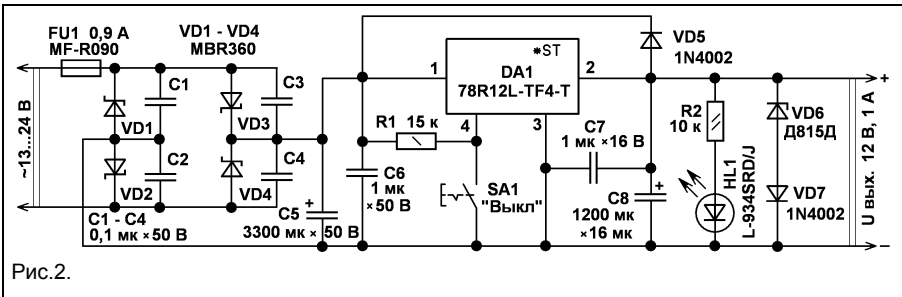 FU1 0,9 А
MF-R090
VD1 - VD4
MBR360
~13...24 В
C1
C2
VD1
VD2
C3
C4
VD3
VD4
C1 - C4
0,1 мк × 50 В
C5
3300 мк × 50 В
+
R1 15 к
C6
1 мк
× 50 В
∗ST
DA1
78R12L-TF4-T
1
2
3
4
SA1
"Выкл"
C7
1 мк ×16 В
C8
1200 мк
×16 мк
+
VD5
1N4002
R2
10 к
HL1
L-934SRD/J
VD6
Д815Д
VD7
1N4002
+
U вых. 12 В, 1 А
–
Рис.2.